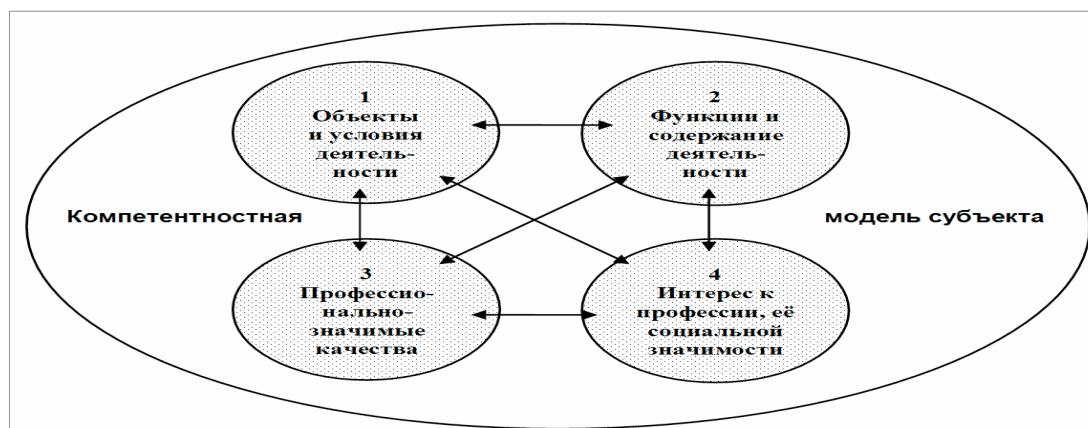 1
Объекты
и условия
деятель-
ности
2
Функции и
содержание
деятель-
ности
Компетентностная
модель субъекта
3
Профессио-
нально-
значимые
качества
4
Интерес к
профессии, её
социальной
значимости